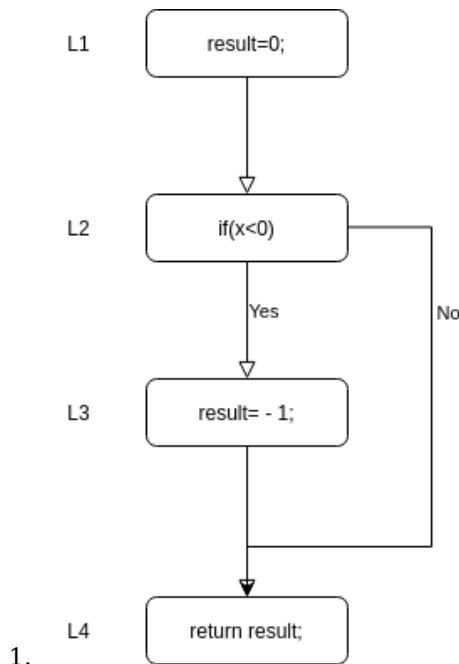 L1 result=0;
L2 if(x<0)
Yes
No
L3 result= - 1;
L4 return result;
1.